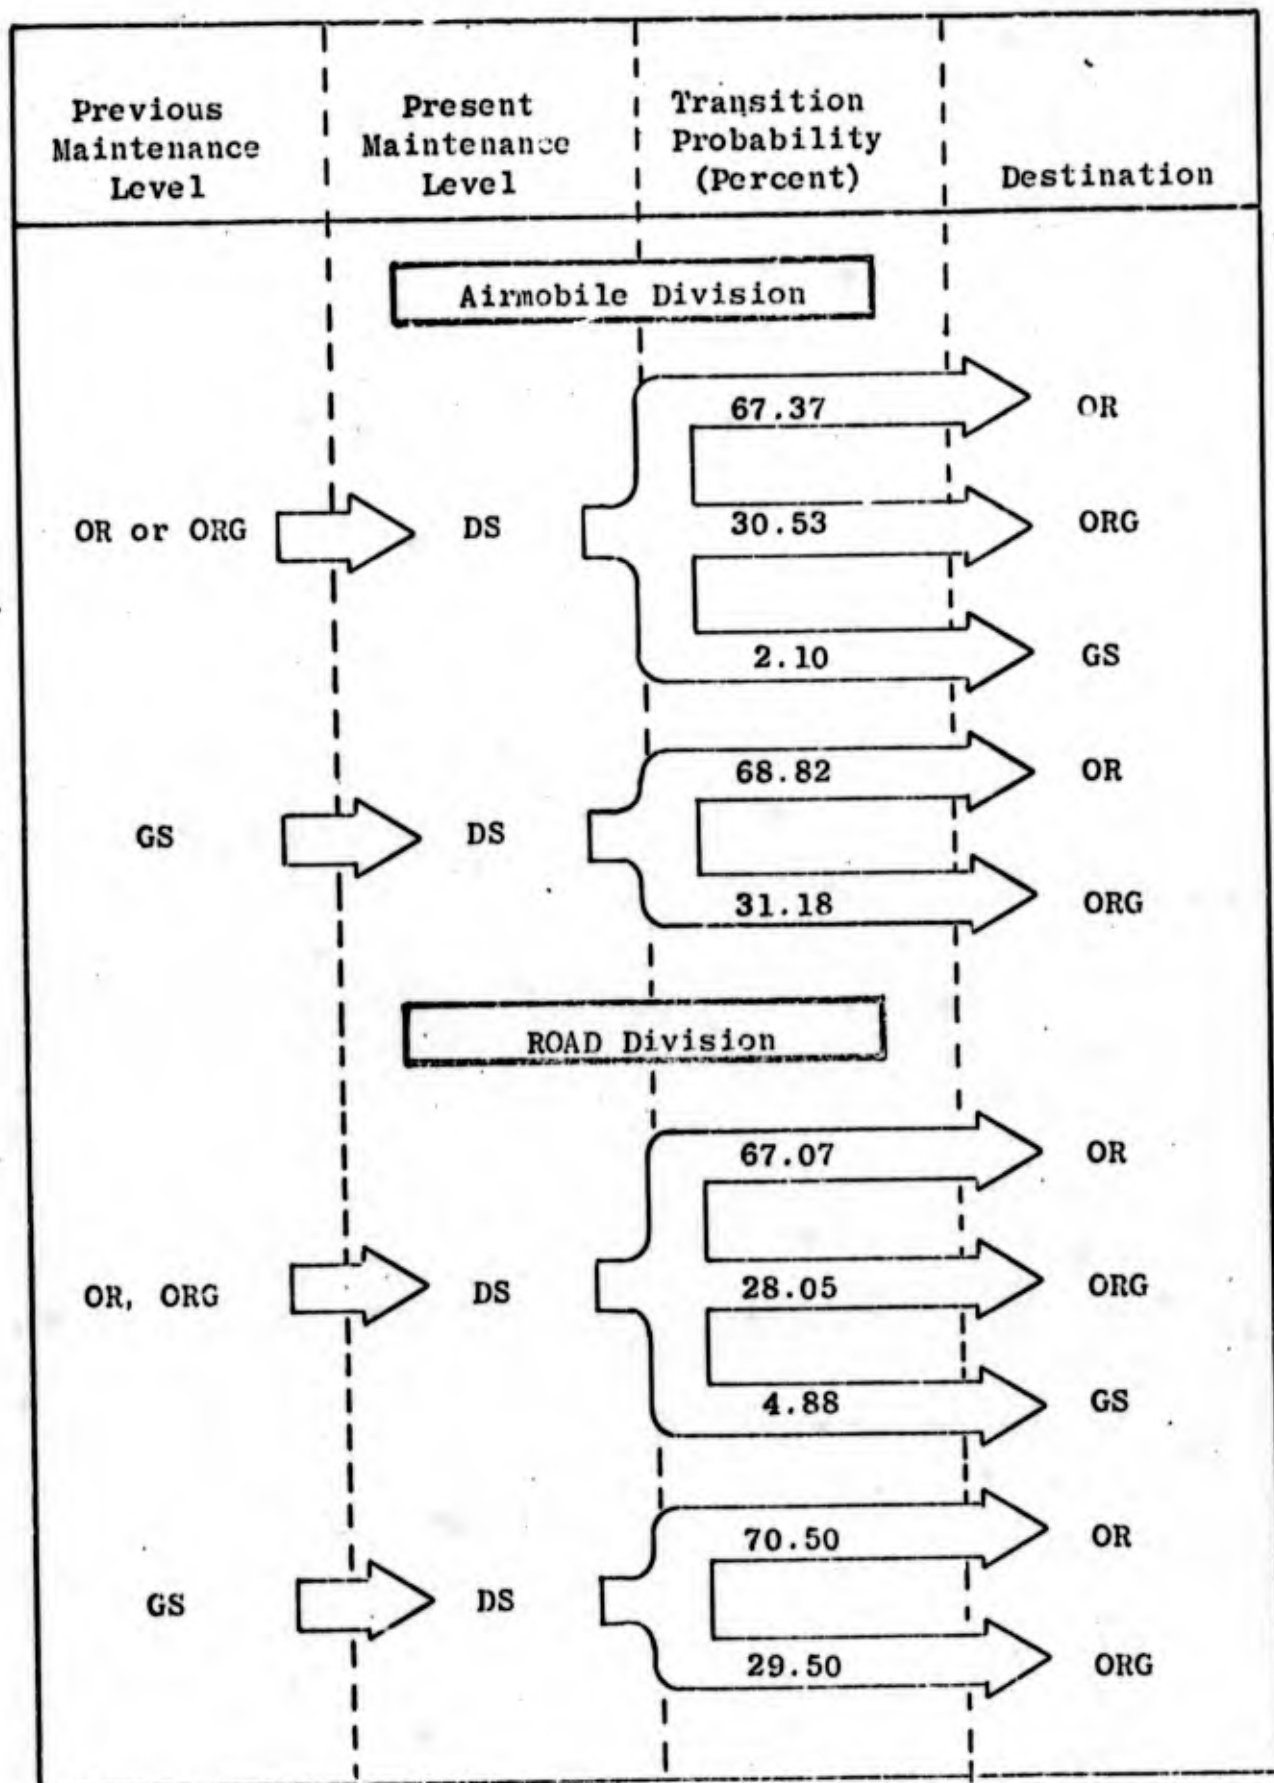 Previous
Maintenance
Level
Present
Maintenance
Level
Transition
Probability
(Percent)
Destination
Airmobile Division
67.37 OR
OR or ORG DS 30.53 ORG
2.10 GS
68.82 OR
GS DS
31.18 ORG
ROAD Division
67.07 OR
OR, ORG DS 28.05 ORG
4.88 GS
70.50 OR
GS DS
29.50 ORG